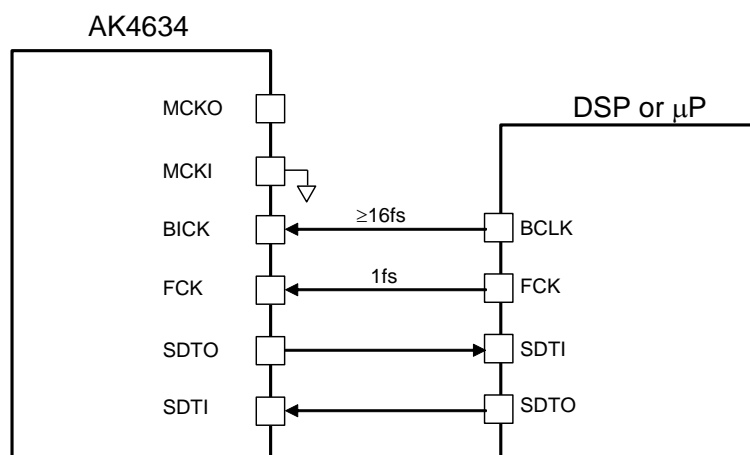 AK4634
DSP or μP
MCKO
MCKI
BICK
≥16fs
BCLK
FCK
1fs
FCK
SDTO
SDTI
SDTI
SDTO